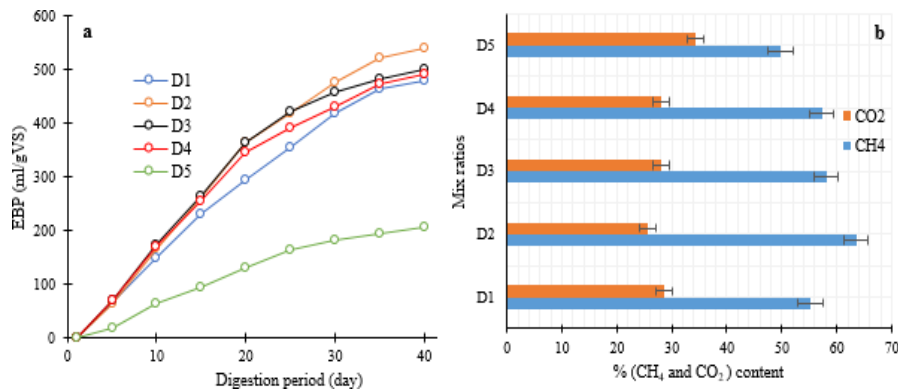 a
EBP (ml/g VS)
600
500
400
300
200
100
0
D1
D2
D3
D4
D5
0
10
20
30
40
Digestion period (day)
b
Mix ratios
D5
D4
D3
D2
D1
CO2
CH4
0
10
20
30
40
50
60
70
% (CH₄ and CO₂ ) content